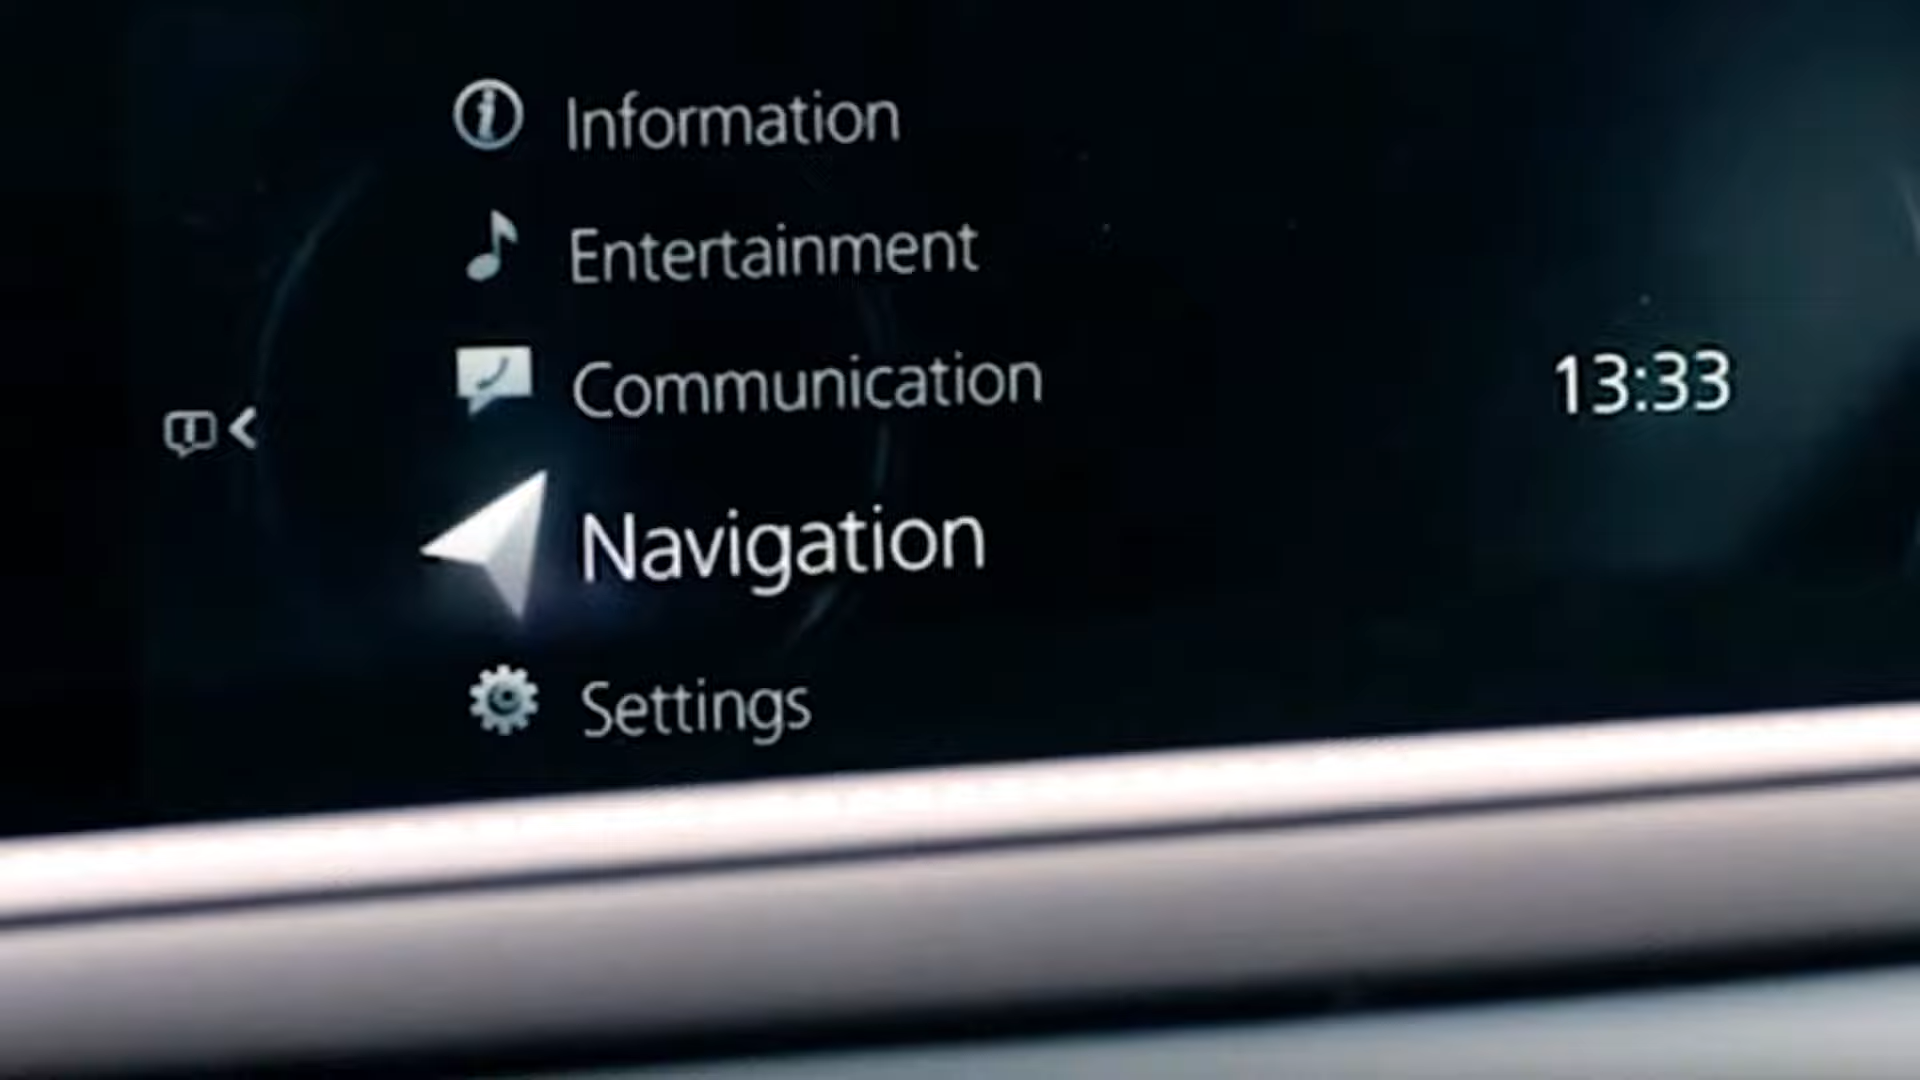 Information
Entertainment
Communication
13:33
Navigation
Settings